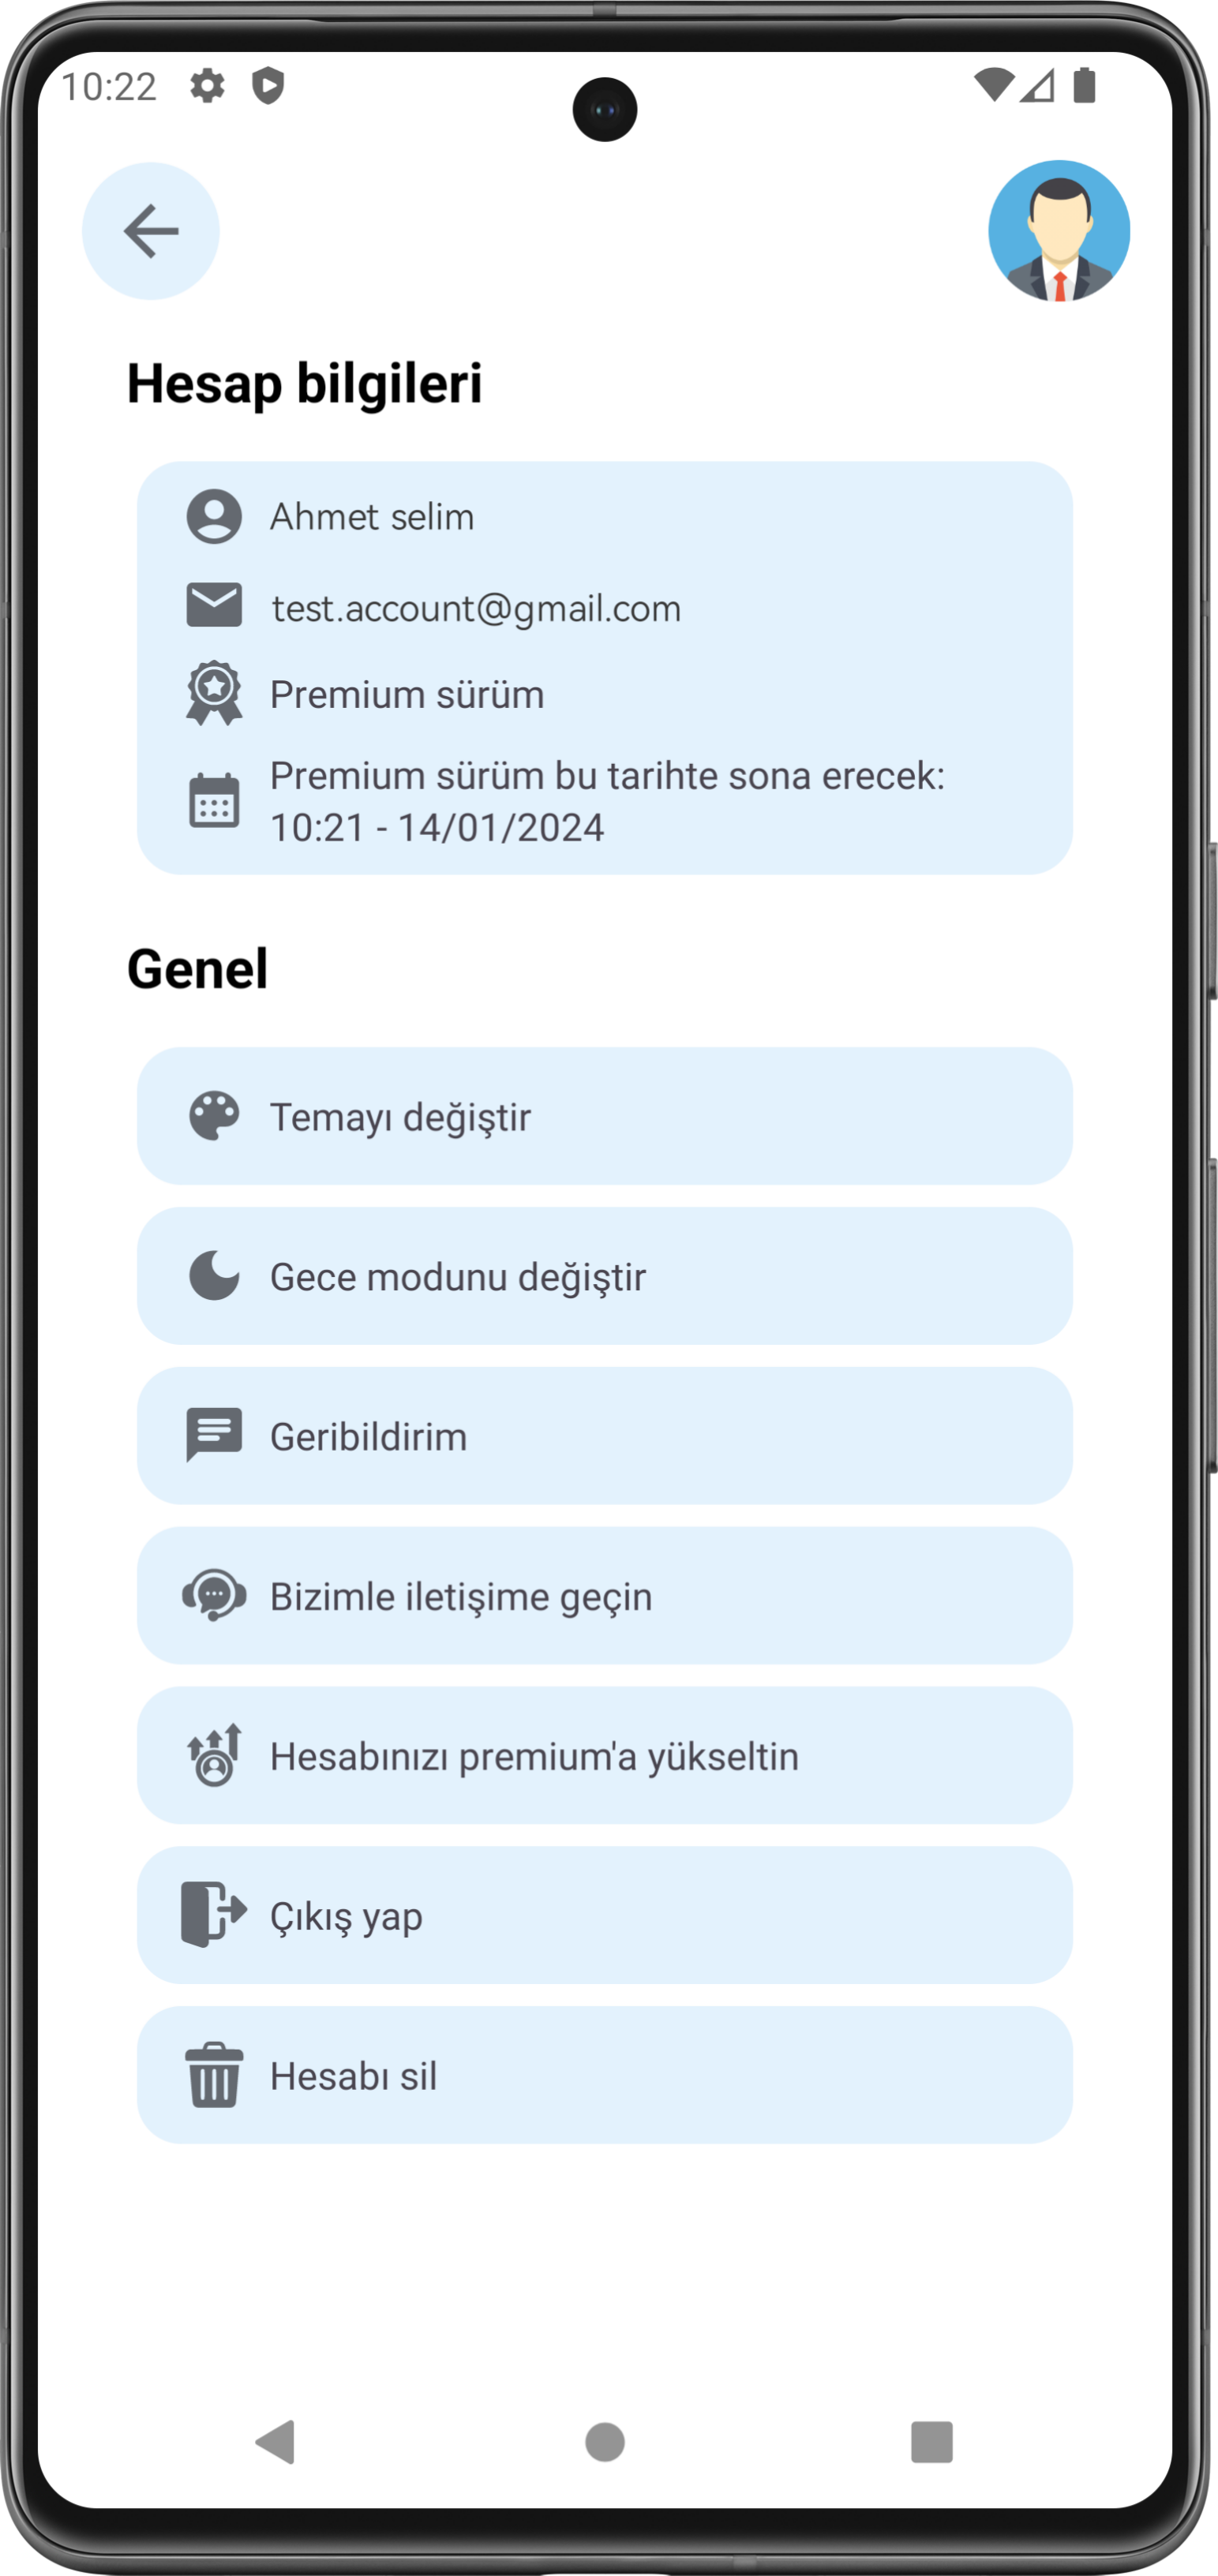 10:22
Hesap bilgileri
Ahmet selim
test.account@gmail.com
Premium sürüm
Premium sürüm bu tarihte sona erecek:
10:21 - 14/01/2024
Genel
Temayı değiştir
Gece modunu değiştir
Geribildirim
Bizimle iletişime geçin
Hesabınızı premium'a yükseltin
Çıkış yap
Hesabı sil